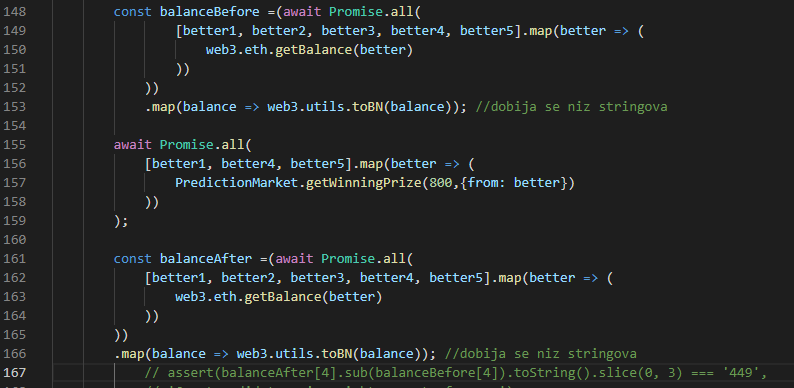 148 const balanceBefore =(await Promise.all(
149 [better1, better2, better3, better4, better5].map(better => (
150 web3.eth.getBalance(better)
151 ))
152 ))
153 .map(balance => web3.utils.toBN(balance)); //dobija se niz stringova
154
155 await Promise.all(
156 [better1, better4, better5].map(better => (
157 PredictionMarket.getWinningPrize(800,{from: better})
158 ))
159 );
160
161 const balanceAfter =(await Promise.all(
162 [better1, better2, better3, better4, better5].map(better => (
163 web3.eth.getBalance(better)
164 ))
165 ))
166 .map(balance => web3.utils.toBN(balance)); //dobija se niz stringova
167 // assert(balanceAfter[4].sub(balanceBefore[4]).toString().slice(0, 3) === '449',